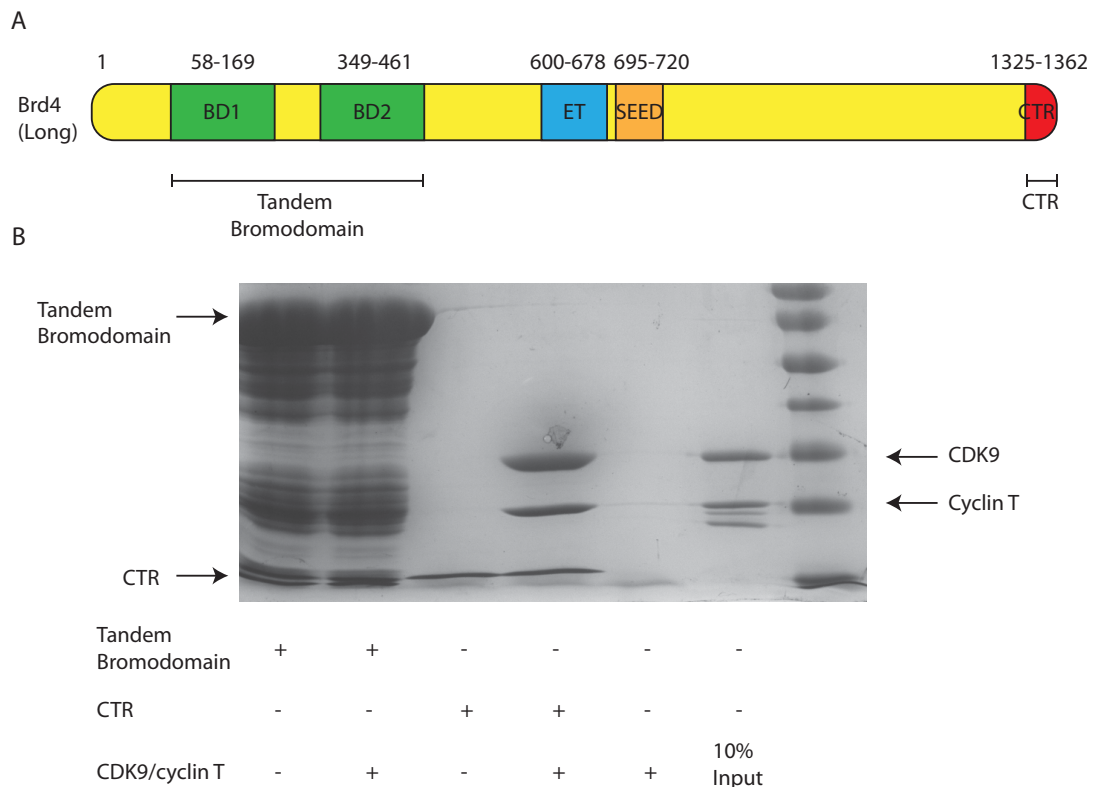 A
1 58-169 349-461 600-678 695-720 1325-1362
Brd4
(Long)
BD1 BD2 ET SEED CTR
Tandem
Bromodomain
CTR
B
Tandem
Bromodomain
CDK9
Cyclin T
CTR
Tandem
Bromodomain
+ + - - - -
CTR
- - + + - -
CDK9/cyclin T
- + - + + 10%
Input